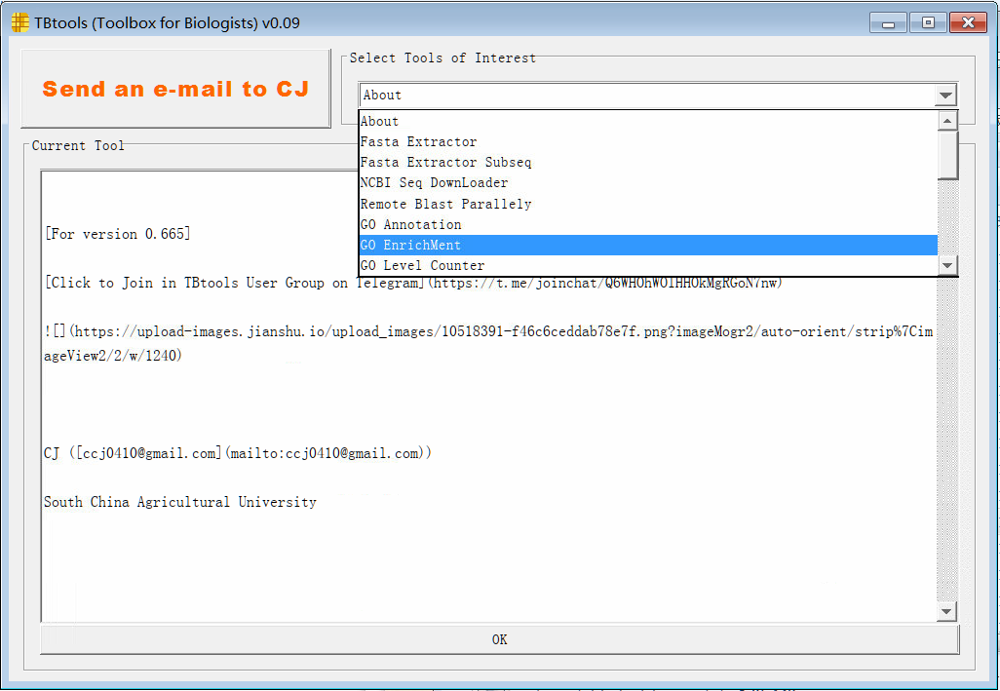 TBtools (Toolbox for Biologists) v0.09
Send an e-mail to CJ
Select Tools of Interest
About
About
Fasta Extractor
Fasta Extractor Subseq
NCBI Seq DownLoader
Remote Blast Parallely
GO Annotation
GO EnrichMent
GO Level Counter
Current Tool
[For version 0.665]
[Click to Join in TBtools User Group on Telegram](https://t.me/joinchat/Q6WHOhWOIHHOkMgRGoN7nw)
![](https://upload-images.jianshu.io/upload_images/10518391-f46c6ceddab78e7f.png?imageMogr2/auto-orient/strip%7Cim
ageView2/2/w/1240)
CJ ([ccj0410@gmail.com](mailto:ccj0410@gmail.com))
South China Agricultural University
OK